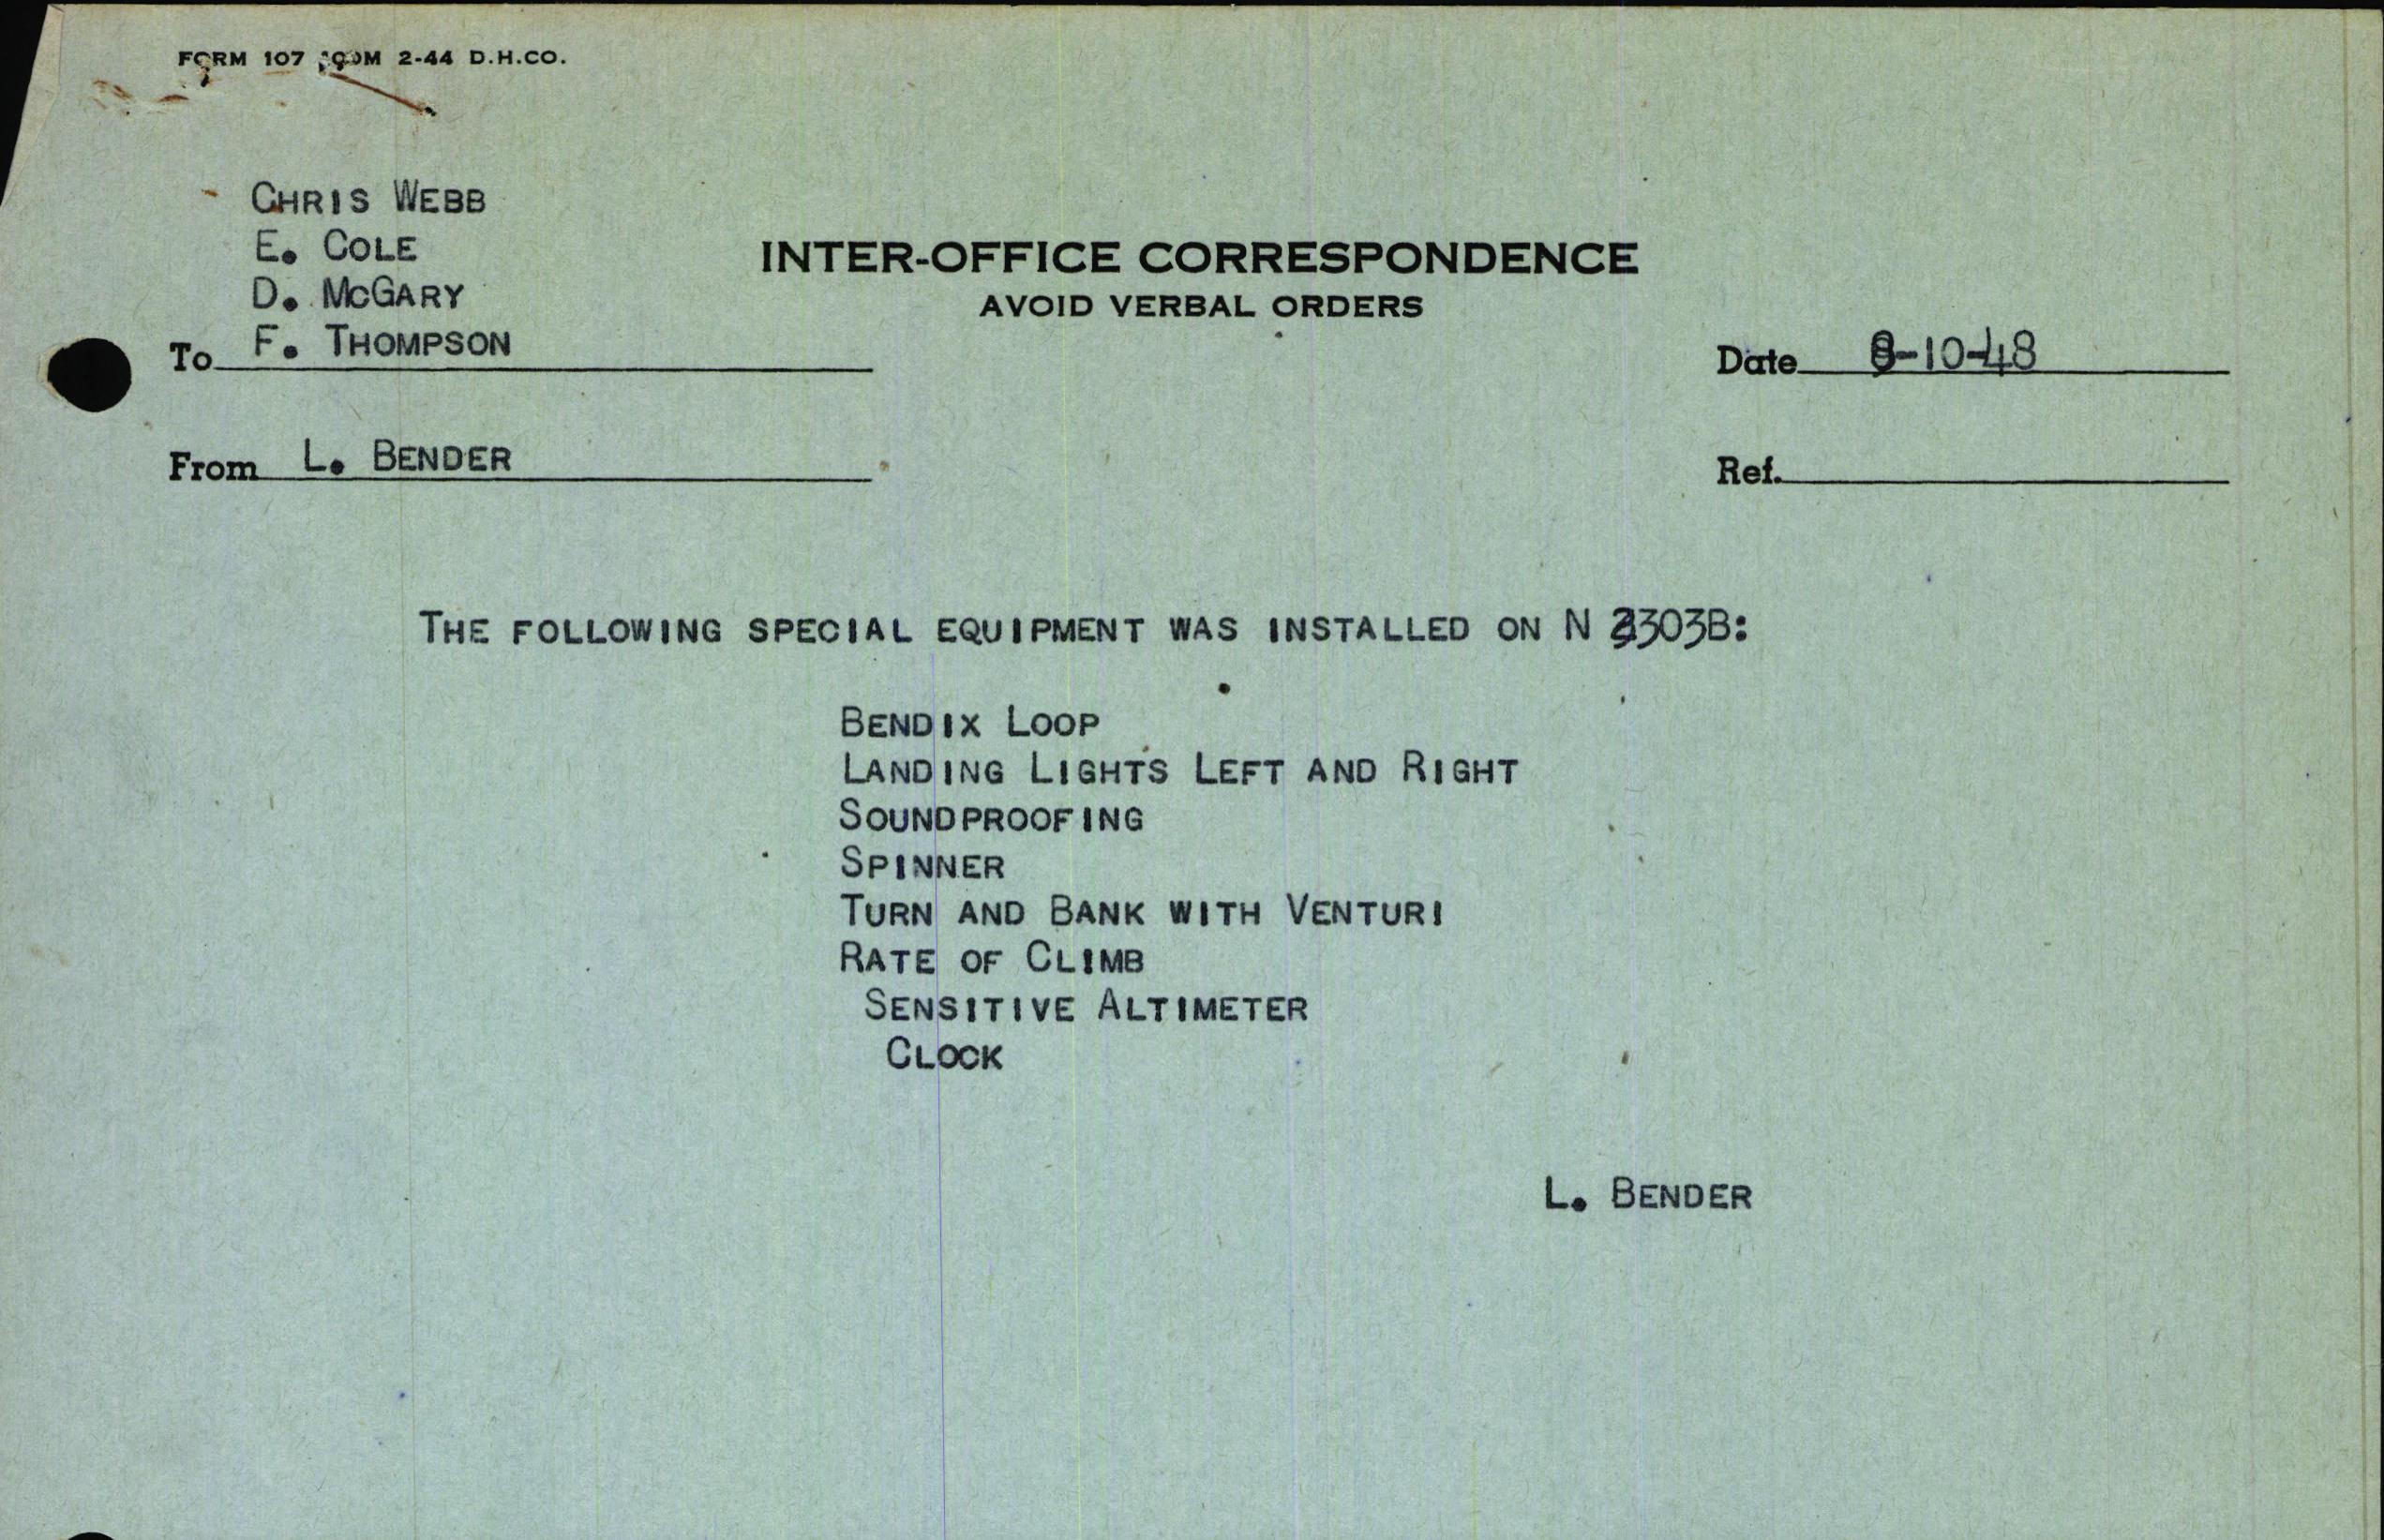 FORM 107 2-44 D.H.CO.
CHRIS WEBB
E. COLE
D. MCGARY
INTER-OFFICE CORRESPONDENCE
AVOID VERBAL ORDERS
To F. THOMPSON
Date 8-10-48
From L. BENDER
Ref.
THE FOLLOWING SPECIAL EQUIPMENT WAS INSTALLED ON N 3303B:
BENDIX LOOP
LANDING LIGHTS LEFT AND RIGHT
SOUNDPROOFING
SPINNER
TURN AND BANK WITH VENTURI
RATE OF CLIMB
SENSITIVE ALTIMETER
CLOCK
L. BENDER